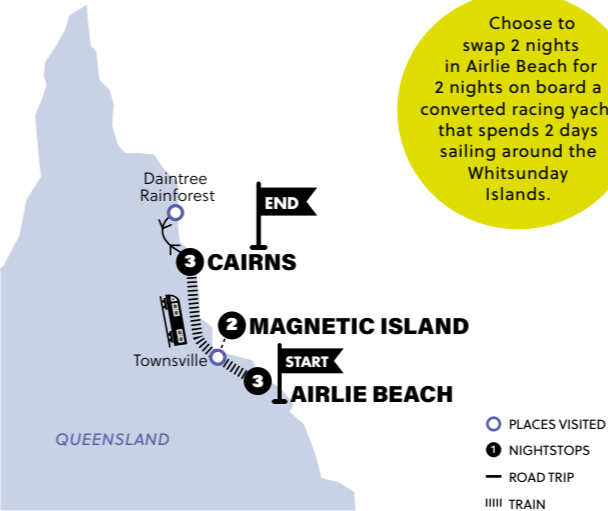 Choose to
swap 2 nights
in Airlie Beach for
2 nights on board a
converted racing yach
that spends 2 days
sailing around the
Whitsunday
Islands.
Daintree
Rainforest
END
3 CAIRNS
2 MAGNETIC ISLAND
Townsville
START
3 AIRLIE BEACH
QUEENSLAND
PLACES VISITED
1 NIGHTSTOPS
ROAD TRIP
TRAIN